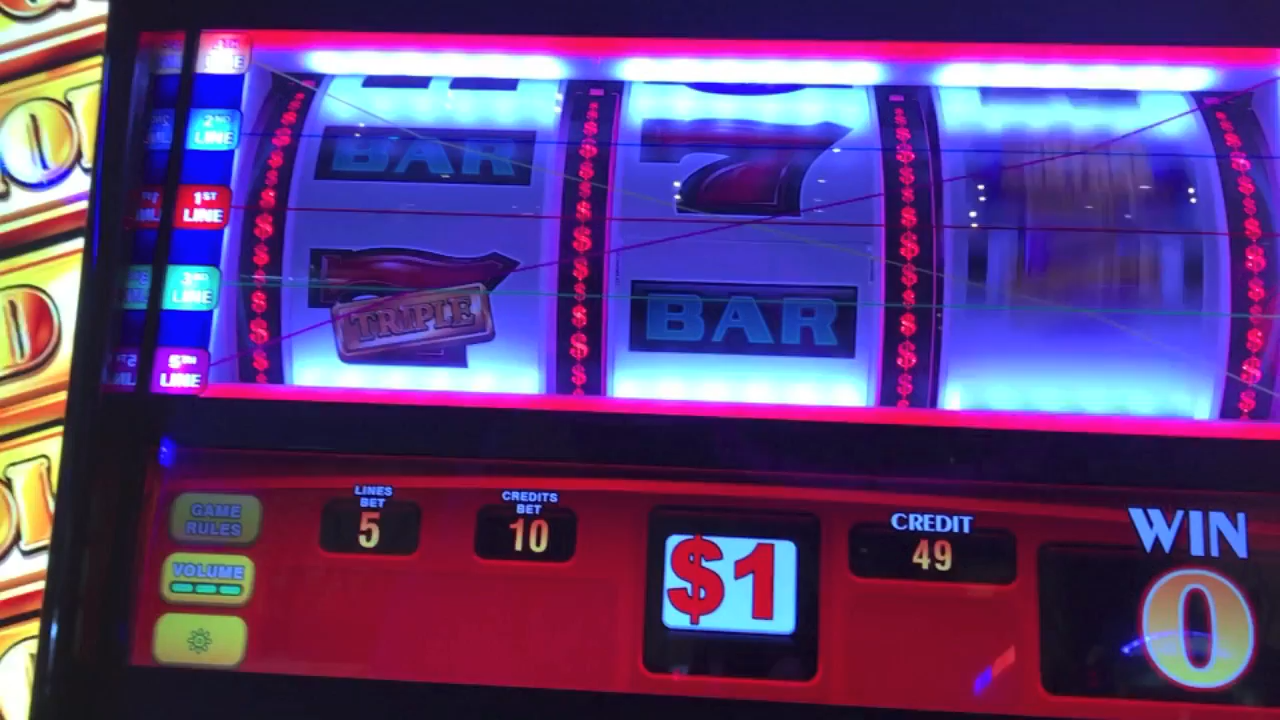 BAR
7
2ND
LINE
1ST
LINE
TRIPLE
3RD
LINE
BAR
5TH
LINE
LINES
BET
5
CREDITS
BET
10
GAME
RULES
VOLUME
$1
CREDIT
49
WIN
0